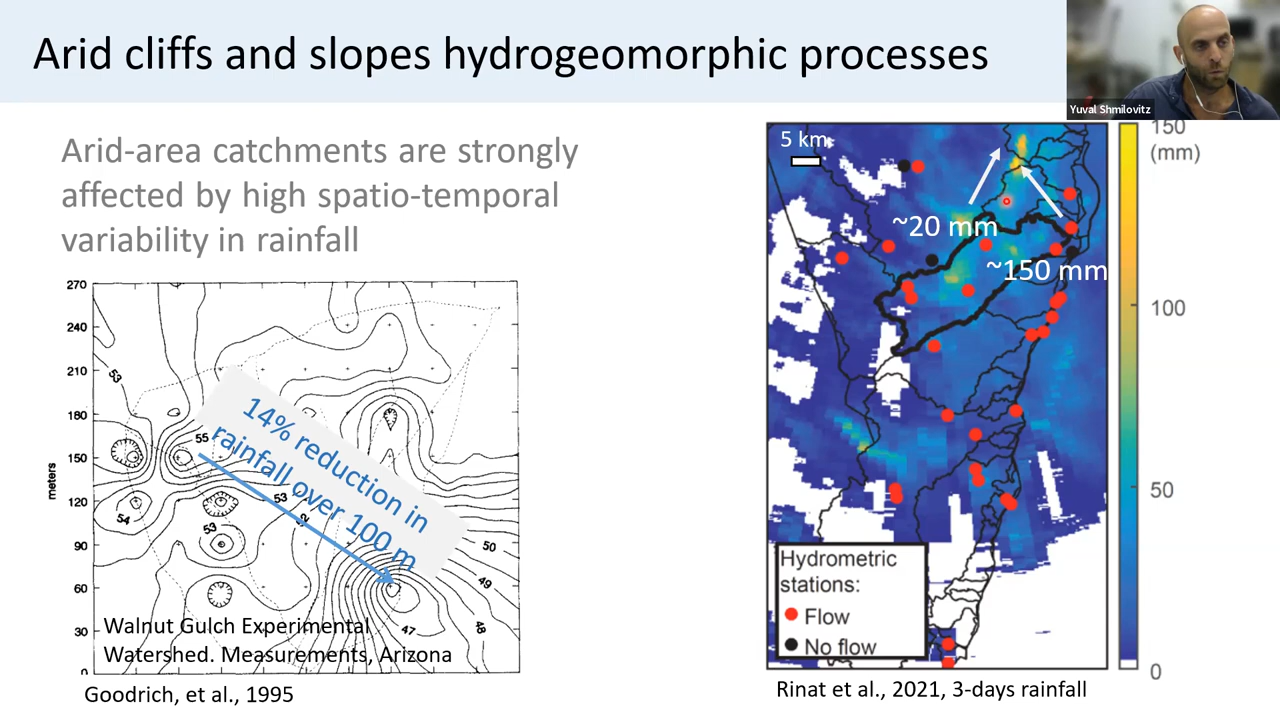 Arid cliffs and slopes hydrogeomorphic processes
Yuval Shmilovitz
Arid-area catchments are strongly
affected by high spatio-temporal
variability in rainfall
270
240
210
180
150
120
90
60
30
0
meters
53
55
54
53
53
52
50
49
48
47
14% reduction in
rainfall over 100 m
Walnut Gulch Experimental
Watershed. Measurements, Arizona
Goodrich, et al., 1995
5 km
~20 mm
~150 mm
Hydrometric
stations:
Flow
No flow
150
(mm)
100
50
0
Rinat et al., 2021, 3-days rainfall